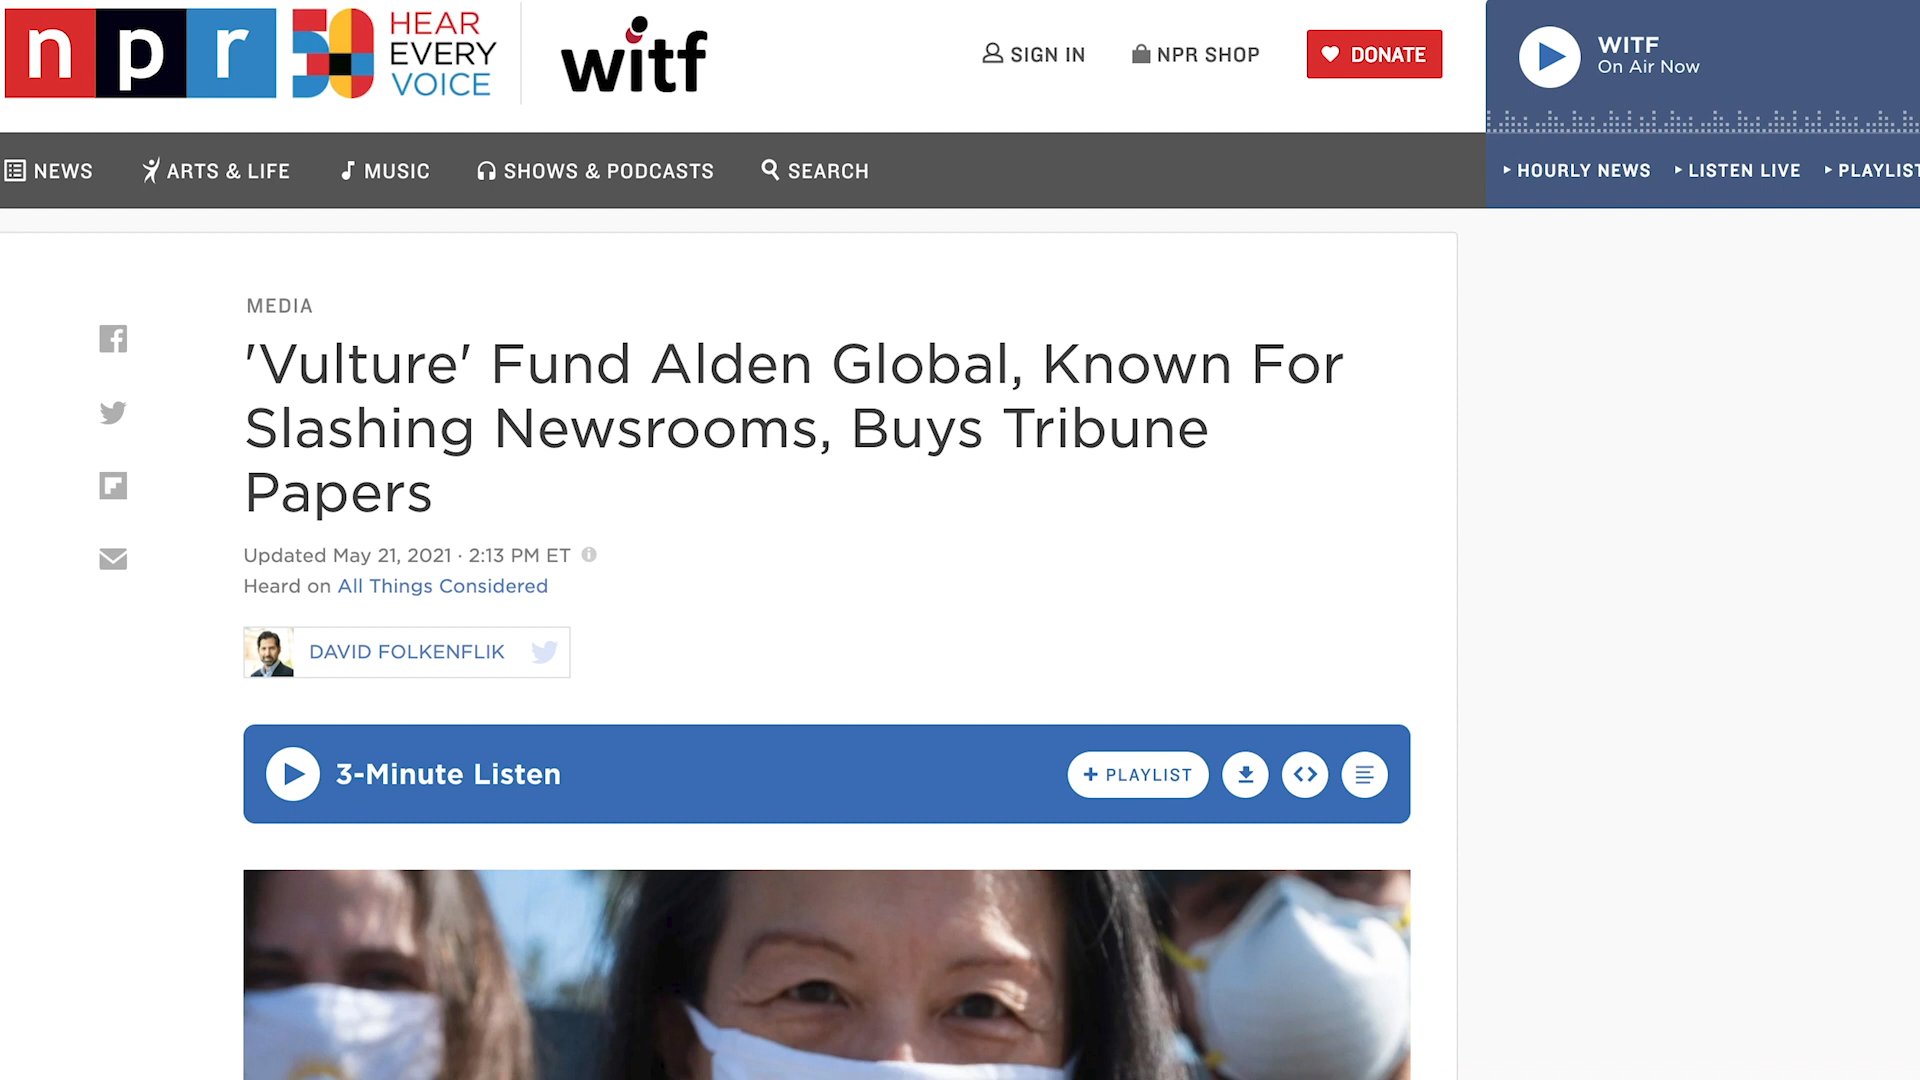 npr
50
HEAR
EVERY
VOICE
witf
SIGN IN
NPR SHOP
DONATE
WITF
On Air Now
NEWS
ARTS & LIFE
MUSIC
SHOWS & PODCASTS
SEARCH
HOURLY NEWS
LISTEN LIVE
PLAYLIST
MEDIA
'Vulture' Fund Alden Global, Known For
Slashing Newsrooms, Buys Tribune
Papers
Updated May 21, 2021 · 2:13 PM ET
Heard on All Things Considered
DAVID FOLKENFLIK
3-Minute Listen
+ PLAYLIST